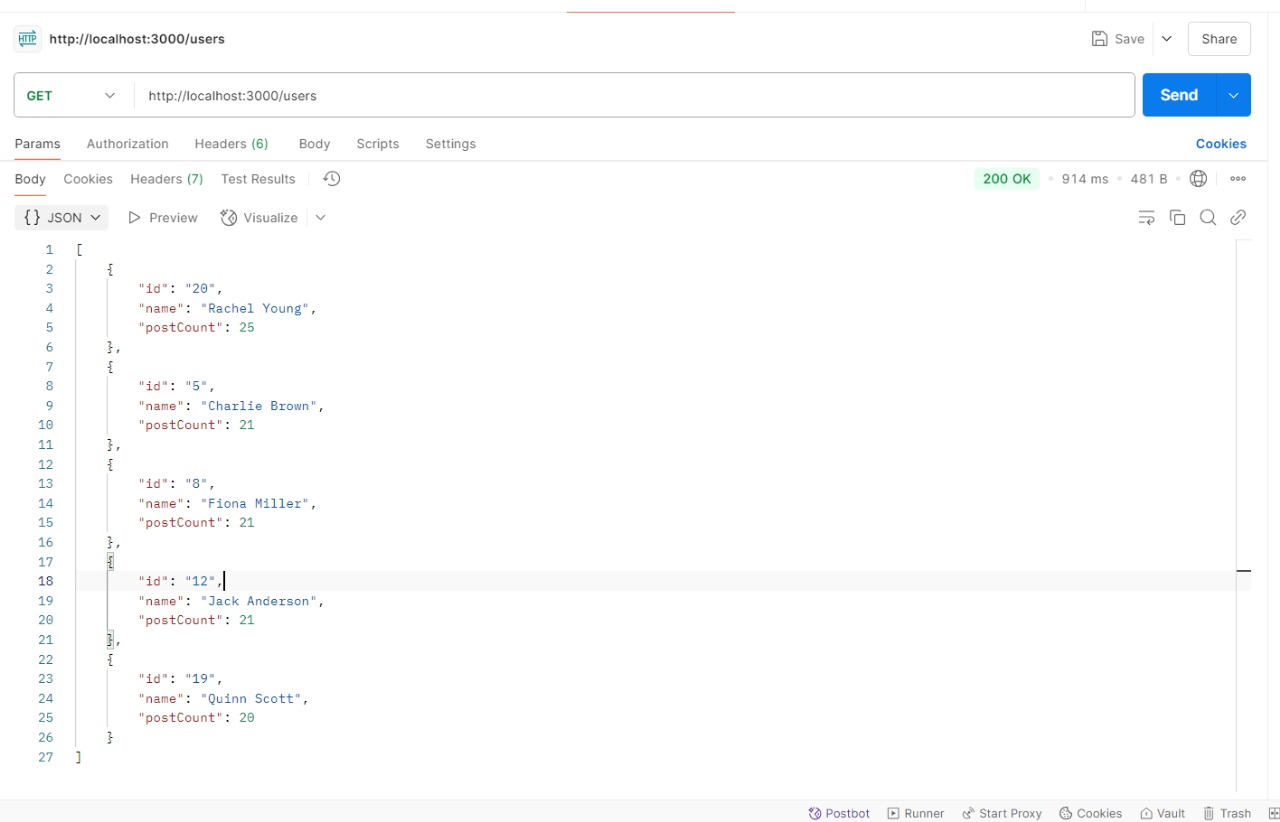 HTTP http://localhost:3000/users Save Share
GET http://localhost:3000/users Send
Params Authorization Headers (6) Body Scripts Settings Cookies
Body Cookies Headers (7) Test Results 200 OK • 914 ms • 481 B •
{} JSON Preview Visualize
1 [
2 {
3 "id": "20",
4 "name": "Rachel Young",
5 "postCount": 25
6 },
7 {
8 "id": "5",
9 "name": "Charlie Brown",
10 "postCount": 21
11 },
12 {
13 "id": "8",
14 "name": "Fiona Miller",
15 "postCount": 21
16 },
17 {
18 "id": "12",
19 "name": "Jack Anderson",
20 "postCount": 21
21 },
22 {
23 "id": "19",
24 "name": "Quinn Scott",
25 "postCount": 20
26 }
27 ]
Postbot Runner Start Proxy Cookies Vault Trash